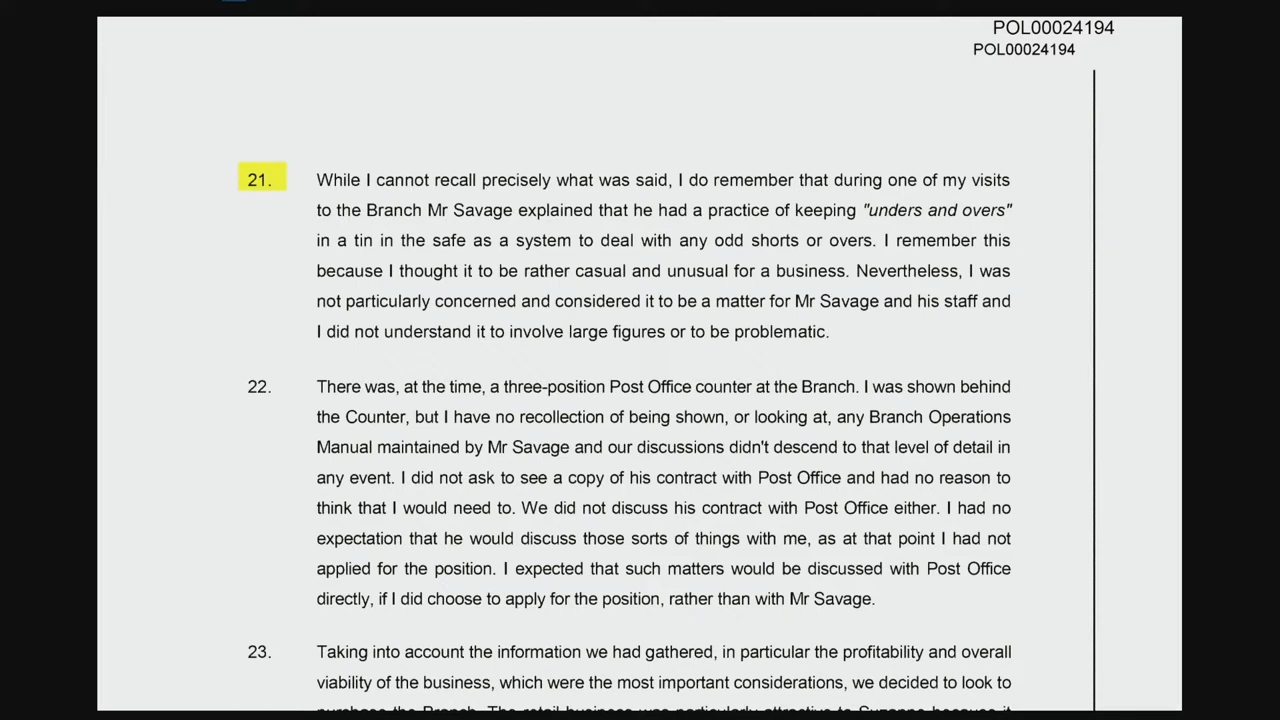 POL00024194
POL00024194
21. While I cannot recall precisely what was said, I do remember that during one of my visits
to the Branch Mr Savage explained that he had a practice of keeping "unders and overs"
in a tin in the safe as a system to deal with any odd shorts or overs. I remember this
because I thought it to be rather casual and unusual for a business. Nevertheless, I was
not particularly concerned and considered it to be a matter for Mr Savage and his staff and
I did not understand it to involve large figures or to be problematic.
22. There was, at the time, a three-position Post Office counter at the Branch. I was shown behind
the Counter, but I have no recollection of being shown, or looking at, any Branch Operations
Manual maintained by Mr Savage and our discussions didn't descend to that level of detail in
any event. I did not ask to see a copy of his contract with Post Office and had no reason to
think that I would need to. We did not discuss his contract with Post Office either. I had no
expectation that he would discuss those sorts of things with me, as at that point I had not
applied for the position. I expected that such matters would be discussed with Post Office
directly, if I did choose to apply for the position, rather than with Mr Savage.
23. Taking into account the information we had gathered, in particular the profitability and overall
viability of the business, which were the most important considerations, we decided to look to
purchase the Branch. The retail business was particularly attractive to Suzanne because it